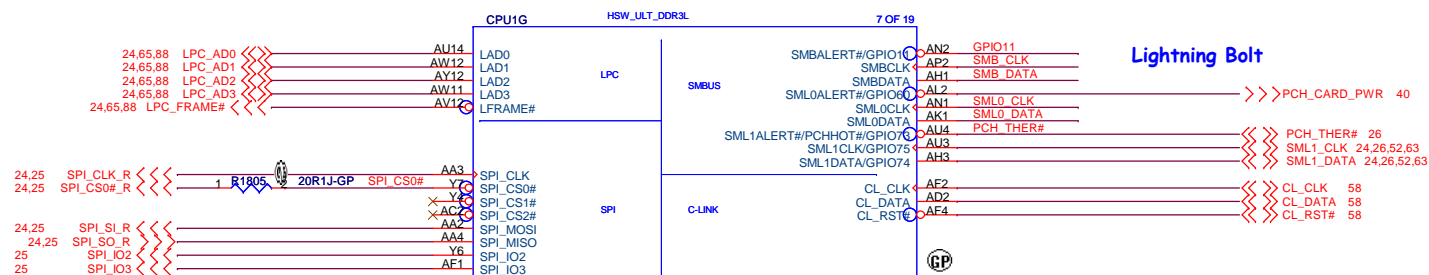 CPU1G HSW_ULT_DDR3L 7 OF 19
Lightning Bolt
24,65,88 LPC_AD0 AU14 LAD0 SMBALERT#/GPIO11 AN2 GPIO11
24,65,88 LPC_AD1 AW12 LAD1 LPC SMBUS SMBCLK AP2 SMB_CLK
24,65,88 LPC_AD2 AY12 LAD2 SMBDATA AH1 SMB_DATA
24,65,88 LPC_AD3 AW11 LAD3 SML0ALERT#/GPIO60 AL2 PCH_CARD_PWR 40
24,65,88 LPC_FRAME# AV12 LFRAME# SML0CLK AN1 SML0_CLK
SML0DATA AK1 SML0_DATA
SML1ALERT#/PCHHOT#/GPIO73 AU4 PCH_THER# PCH_THER# 26
SML1CLK/GPIO75 AU3 SML1_CLK 24,26,52,63
SML1DATA/GPIO74 AH3 SML1_DATA 24,26,52,63
24,25 SPI_CLK_R AA3 SPI_CLK
24,25 SPI_CS0#_R 1 R1805 2 20R1J-GP SPI_CS0# Y7 SPI_CS0# CL_CLK AF2 CL_CLK 58
Y4 SPI_CS1# CL_DATA AD2 CL_DATA 58
AC2 SPI_CS2# SPI C-LINK CL_RST# AF4 CL_RST# 58
24,25 SPI_SI_R AA2 SPI_MOSI
24,25 SPI_SO_R AA4 SPI_MISO
25 SPI_IO2 Y6 SPI_IO2
25 SPI_IO3 AF1 SPI_IO3
GP